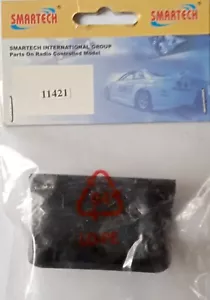 SMARTECH
SMARTECH
SMARTECH INTERNATIONAL GROUP
Parts On Radio Controlled Model
11421